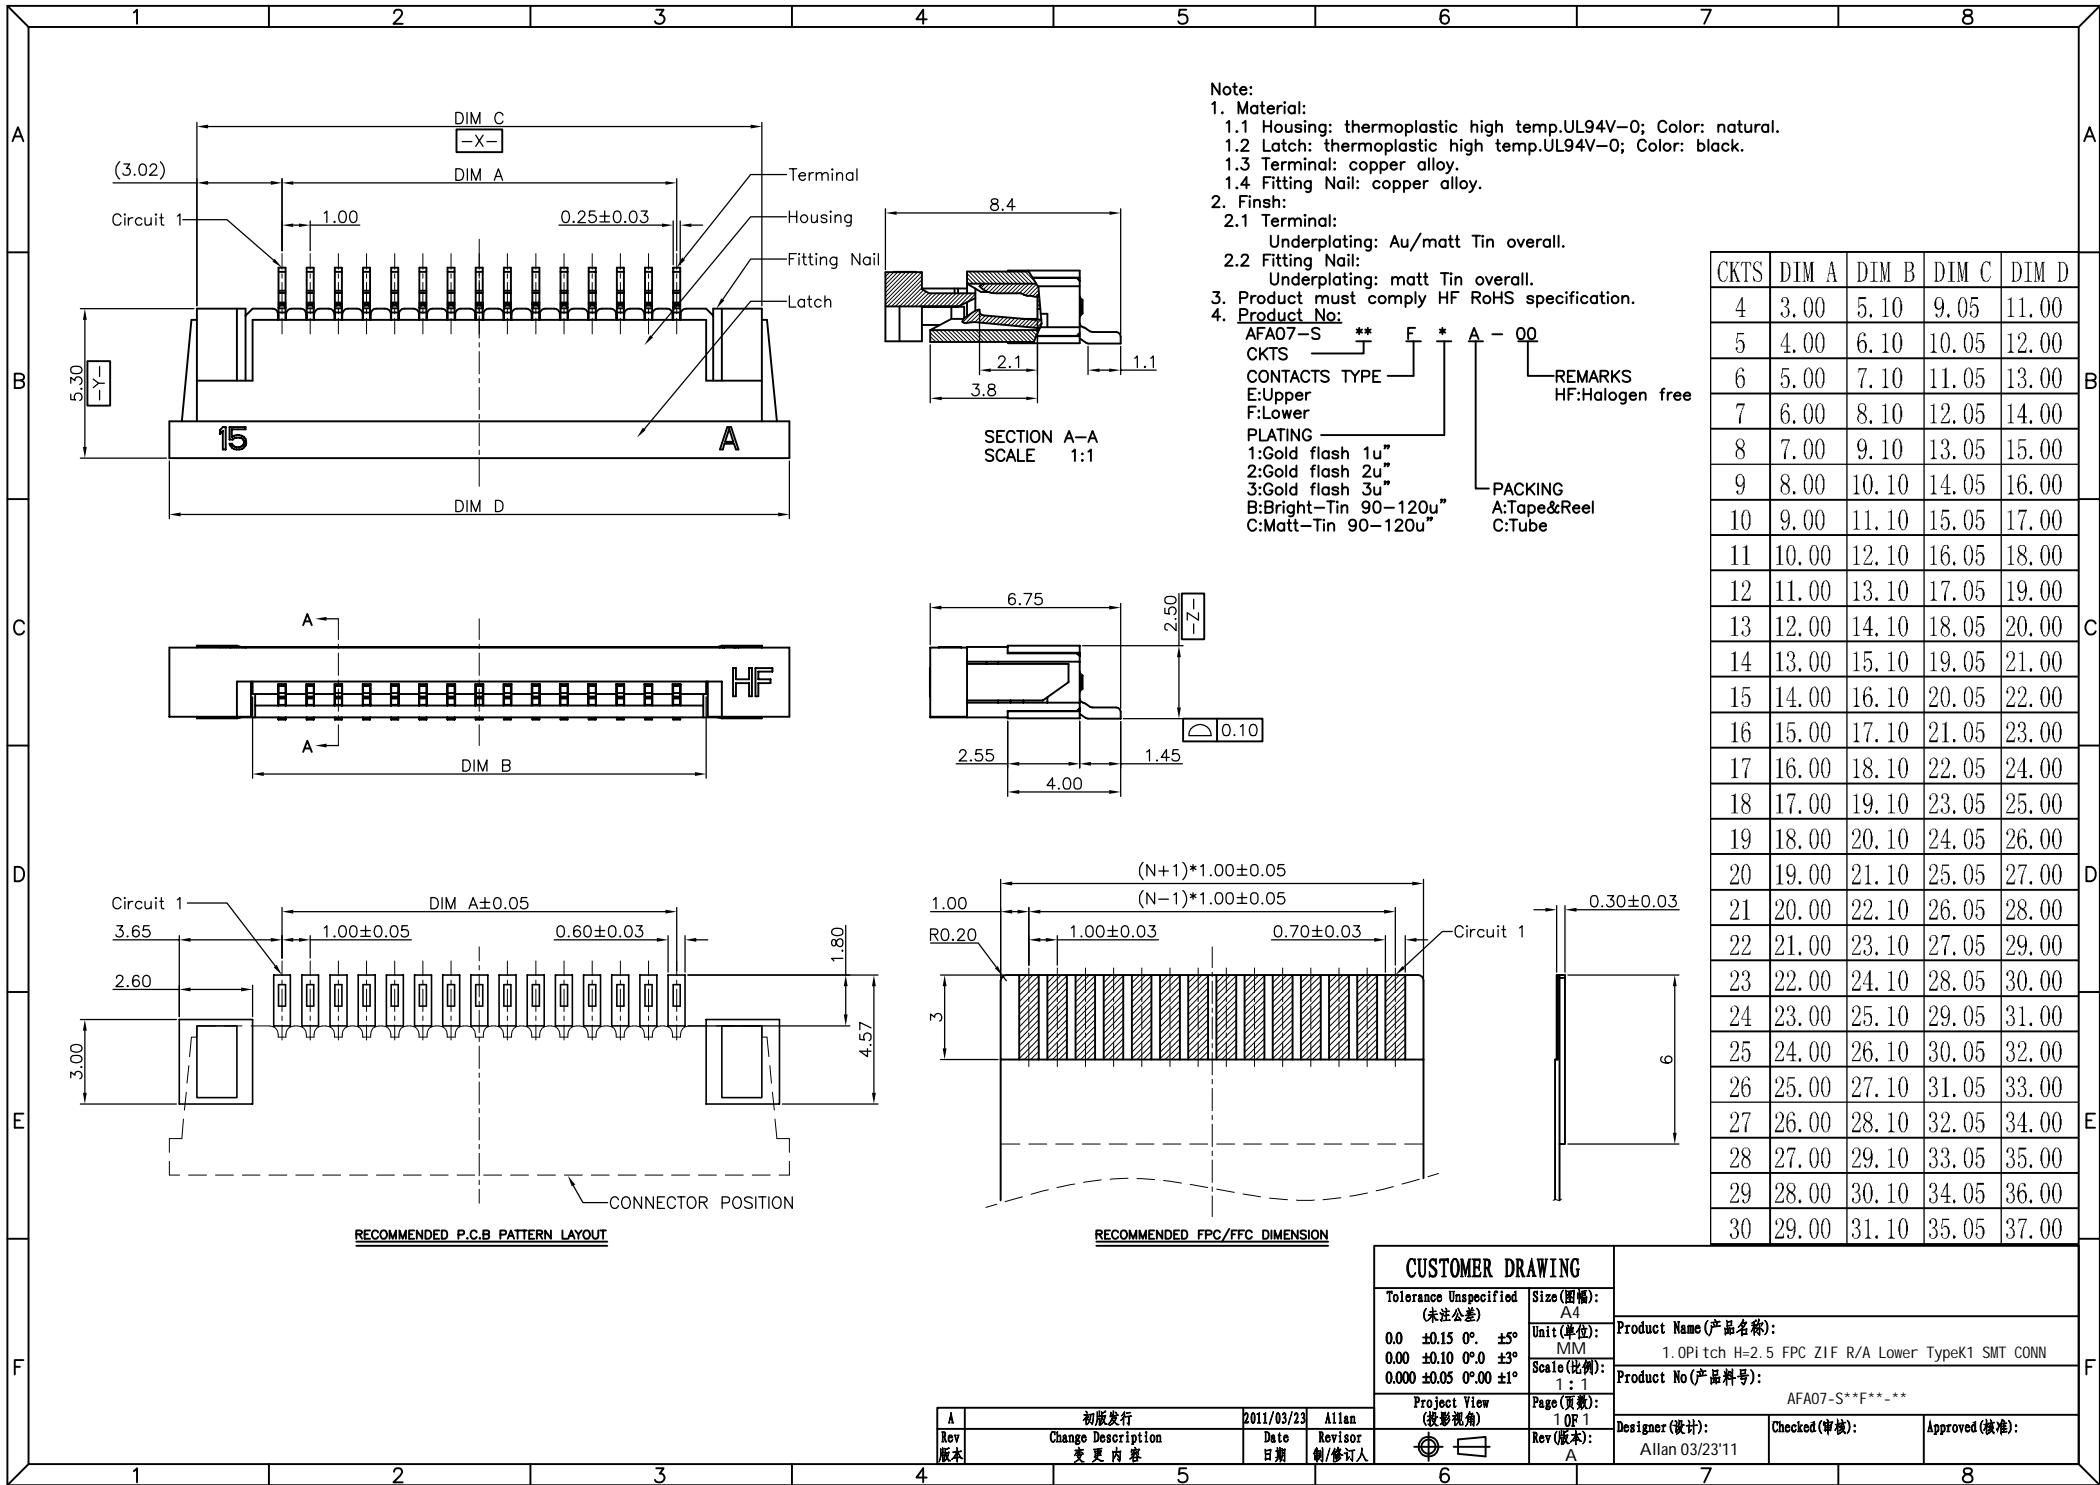 1 2 3 4 5 6 7 8
A
B
C
D
E
F
A
B
C
D
E
F
DIM C
-X-
(3.02)
DIM A
Circuit 1
1.00
0.25±0.03
Terminal
Housing
Fitting Nail
Latch
5.30
-Y-
15
A
DIM D
8.4
2.1
1.1
3.8
SECTION A-A
SCALE 1:1
Note:
1. Material:
1.1 Housing: thermoplastic high temp.UL94V-0; Color: natural.
1.2 Latch: thermoplastic high temp.UL94V-0; Color: black.
1.3 Terminal: copper alloy.
1.4 Fitting Nail: copper alloy.
2. Finsh:
2.1 Terminal:
Underplating: Au/matt Tin overall.
2.2 Fitting Nail:
Underplating: matt Tin overall.
3. Product must comply HF RoHS specification.
4. Product No:
AFA07-S ** F * A - 00
CKTS
CONTACTS TYPE
E:Upper
F:Lower
REMARKS
HF:Halogen free
PLATING
1:Gold flash 1u"
2:Gold flash 2u"
3:Gold flash 3u"
B:Bright-Tin 90-120u"
C:Matt-Tin 90-120u"
PACKING
A:Tape&Reel
C:Tube
CKTS DIM A DIM B DIM C DIM D
4 3.00 5.10 9.05 11.00
5 4.00 6.10 10.05 12.00
6 5.00 7.10 11.05 13.00
7 6.00 8.10 12.05 14.00
8 7.00 9.10 13.05 15.00
9 8.00 10.10 14.05 16.00
10 9.00 11.10 15.05 17.00
11 10.00 12.10 16.05 18.00
12 11.00 13.10 17.05 19.00
13 12.00 14.10 18.05 20.00
14 13.00 15.10 19.05 21.00
15 14.00 16.10 20.05 22.00
16 15.00 17.10 21.05 23.00
17 16.00 18.10 22.05 24.00
18 17.00 19.10 23.05 25.00
19 18.00 20.10 24.05 26.00
20 19.00 21.10 25.05 27.00
21 20.00 22.10 26.05 28.00
22 21.00 23.10 27.05 29.00
23 22.00 24.10 28.05 30.00
24 23.00 25.10 29.05 31.00
25 24.00 26.10 30.05 32.00
26 25.00 27.10 31.05 33.00
27 26.00 28.10 32.05 34.00
28 27.00 29.10 33.05 35.00
29 28.00 30.10 34.05 36.00
30 29.00 31.10 35.05 37.00
A
A
HF
DIM B
6.75
2.50
-Z-
0.10
2.55
1.45
4.00
Circuit 1
DIM A±0.05
3.65
1.00±0.05
0.60±0.03
1.80
2.60
4.57
3.00
CONNECTOR POSITION
RECOMMENDED P.C.B PATTERN LAYOUT
(N+1)*1.00±0.05
1.00
(N-1)*1.00±0.05
R0.20
1.00±0.03
0.70±0.03
Circuit 1
3
0.30±0.03
6
RECOMMENDED FPC/FFC DIMENSION
CUSTOMER DRAWING
Tolerance Unspecified
(未注公差)
0.0 ±0.15 0°. ±5°
0.00 ±0.10 0°.0 ±3°
0.000 ±0.05 0°.00 ±1°
Project View
(投影视角)
Size(图幅):
A4
Unit(单位):
MM
Scale(比例):
1 : 1
Page(页数):
1 OF 1
Rev(版本):
A
Product Name(产品名称):
1.0Pitch H=2.5 FPC ZIF R/A Lower TypeK1 SMT CONN
Product No(产品料号):
AFA07-S**F**-**
Designer(设计):
Allan 03/23'11
Checked(审核):
Approved(核准):
A 初版发行 2011/03/23 Allan
Rev Change Description Date Revisor
版本 变 更 内 容 日期 制/修订人
1 2 3 4 5 6 7 8